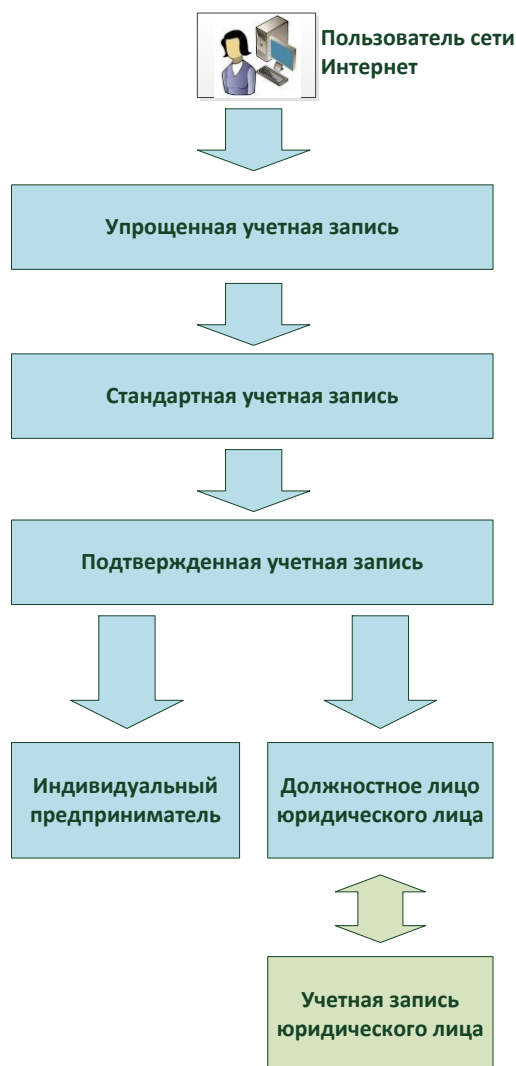 Пользователь сети
Интернет
Упрощенная учетная запись
Стандартная учетная запись
Подтвержденная учетная запись
Индивидуальный
предприниматель
Должностное лицо
юридического лица
Учетная запись
юридического лица